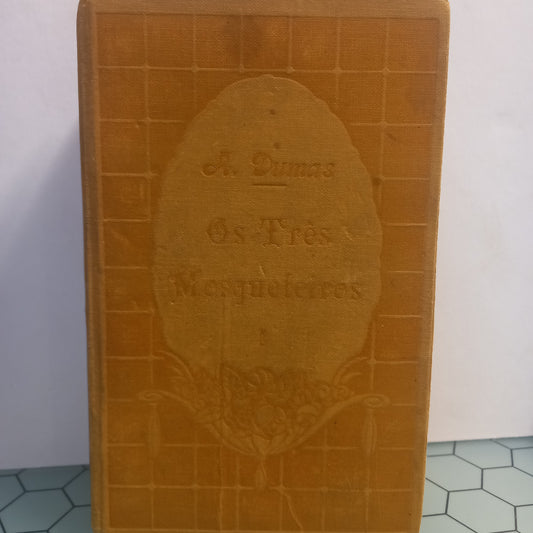 A. Dumas
Os Três
Mosqueteiros
I